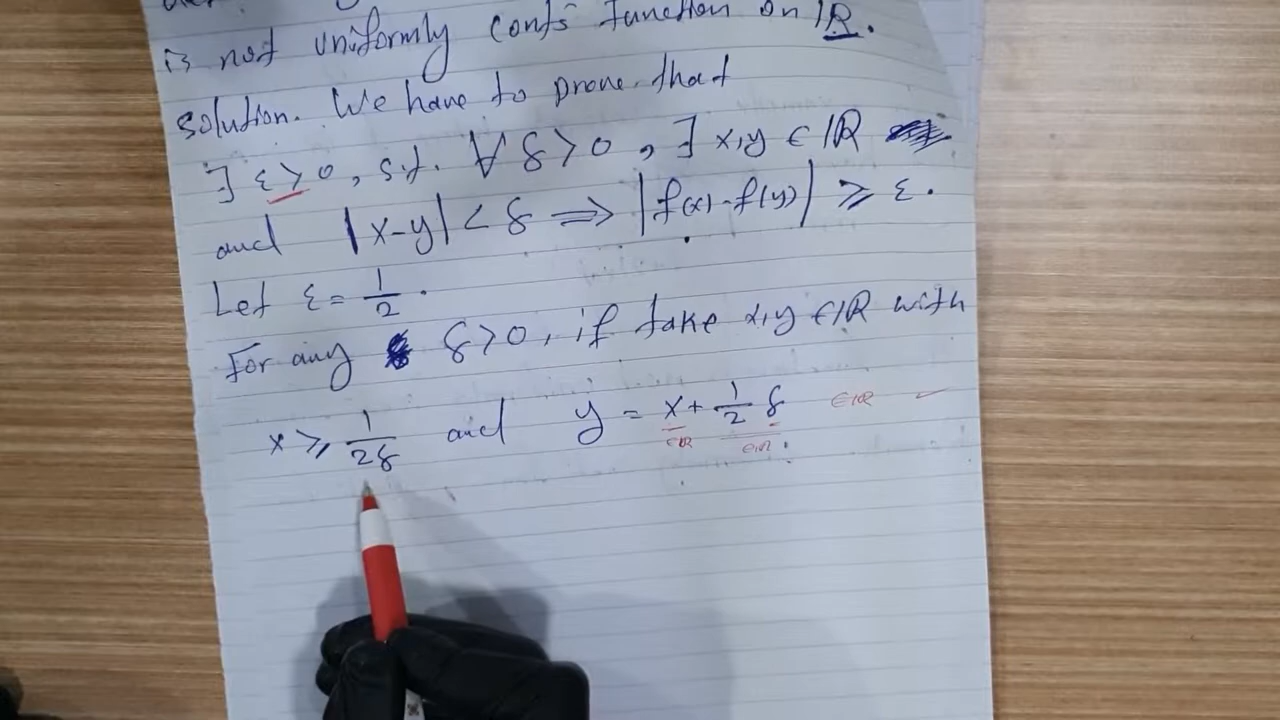 is not uniformly conts function on ℝ.
solution. We have to prove that
∃ ε > 0, s.t. ∀ δ > 0, ∃ x,y ∈ ℝ
and |x-y| < δ ⟹ |f(x)-f(y)| ≥ ε.
Let ε = 1/2.
For any δ > 0, if take x,y ∈ ℝ with
x ≥ 1/2δ and y = x + 1/2 δ ∈ℝ ✓
∈ℝ ∈ℝ